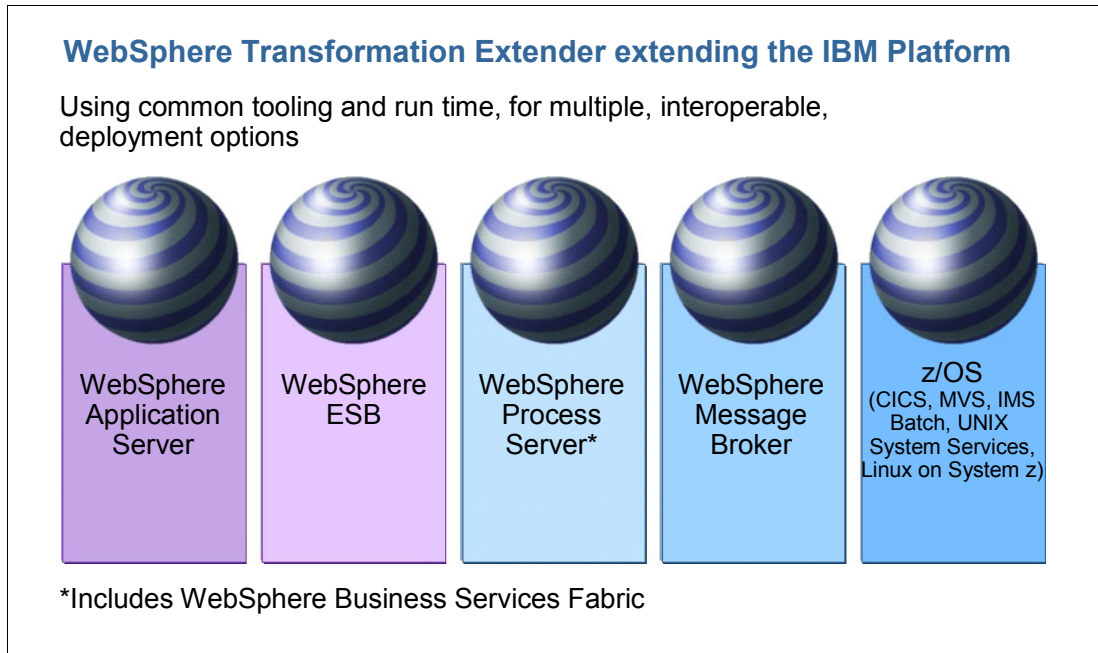 WebSphere Transformation Extender extending the IBM Platform
Using common tooling and run time, for multiple, interoperable,
deployment options
WebSphere
Application
Server
WebSphere
ESB
WebSphere
Process
Server*
WebSphere
Message
Broker
z/OS
(CICS, MVS, IMS
Batch, UNIX
System Services,
Linux on System z)
*Includes WebSphere Business Services Fabric